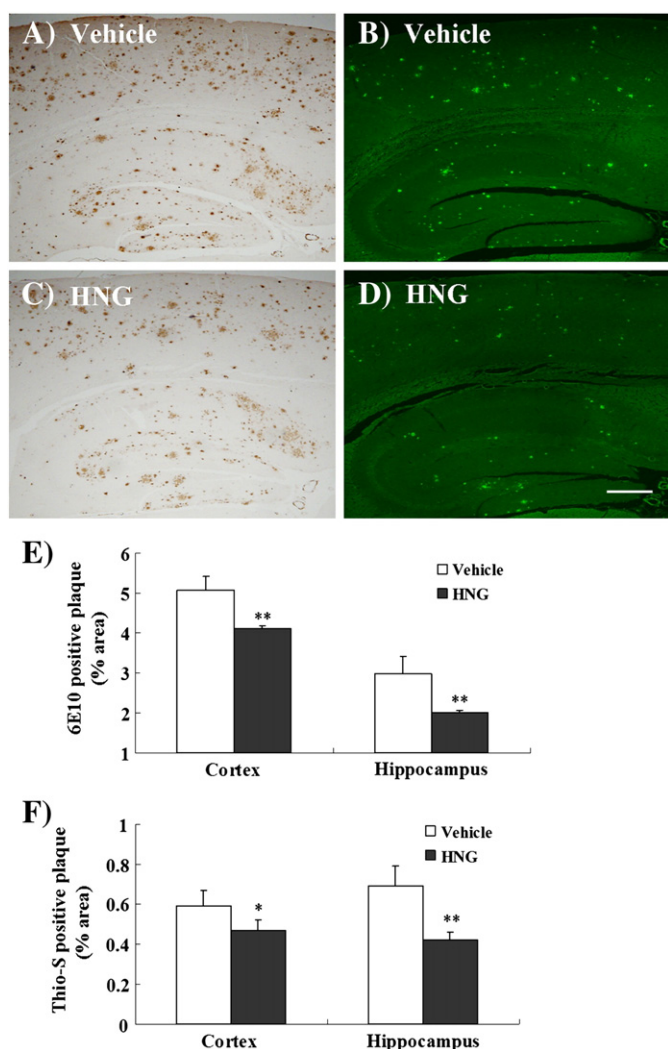 A) Vehicle
B) Vehicle
C) HNG
D) HNG
E)
6E10 positive plaque
(% area)
6
5
4
3
2
1
Vehicle
HNG
**
**
Cortex
Hippocampus
F)
Thio-S positive plaque
(% area)
1
0.8
0.6
0.4
0.2
0
Vehicle
HNG
*
**
Cortex
Hippocampus